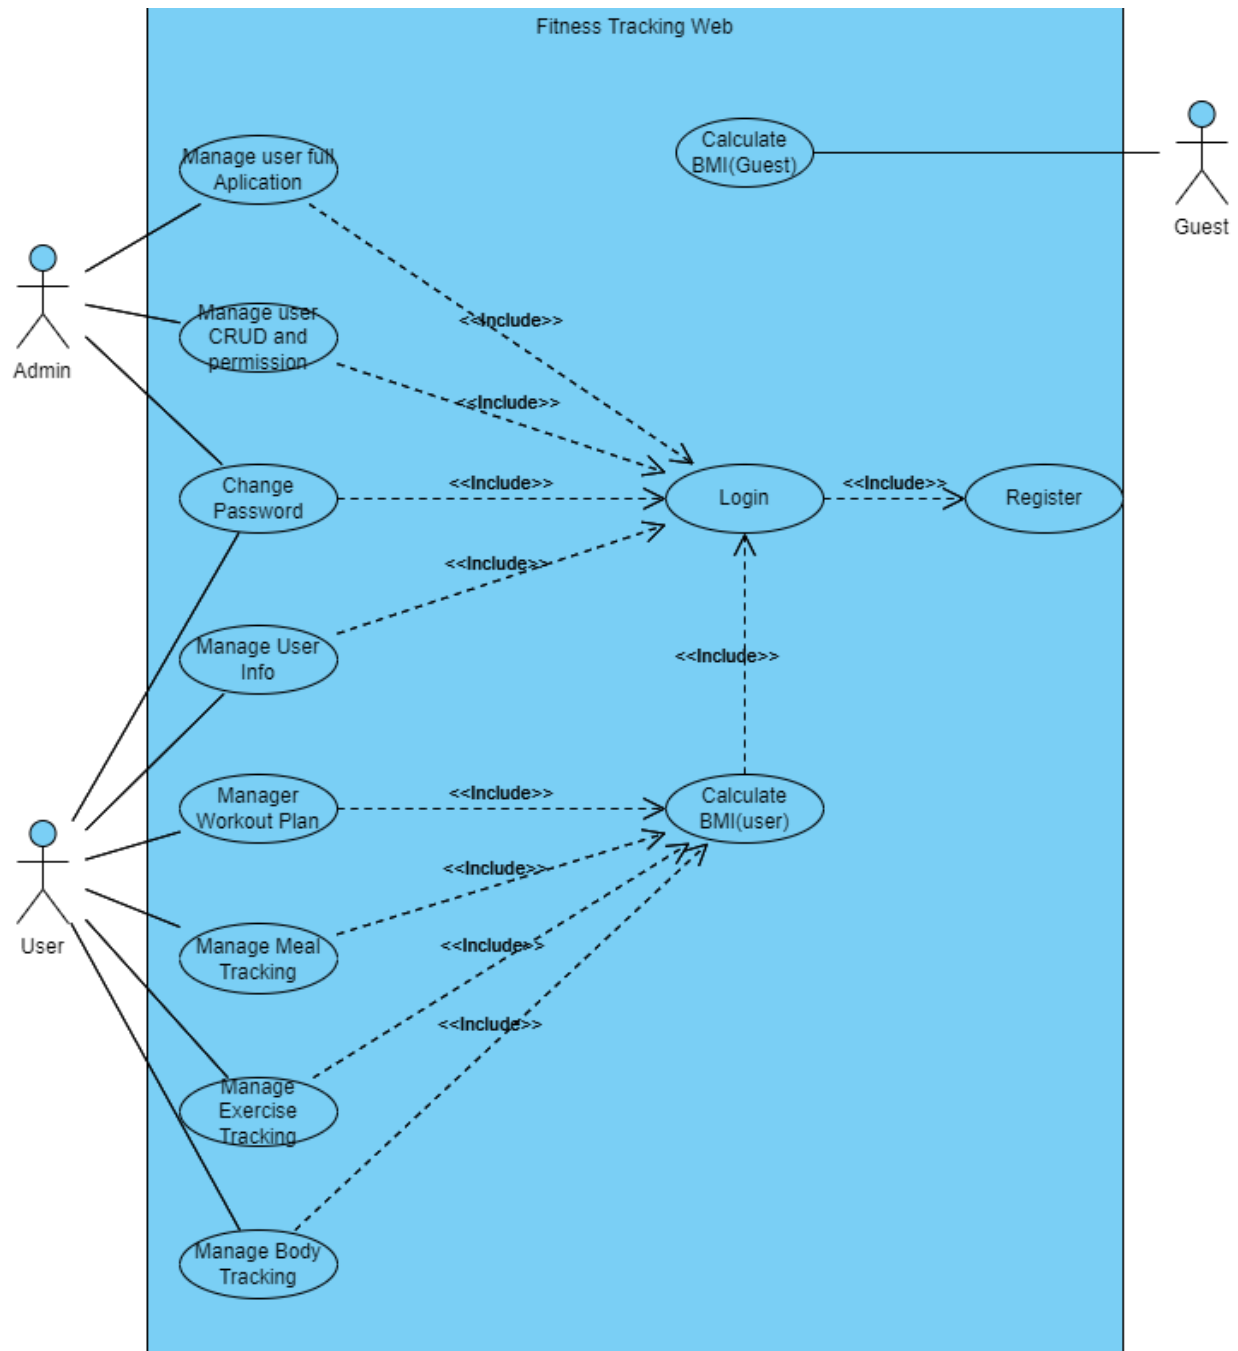 Fitness Tracking Web
Calculate
BMI(Guest)
Guest
Manage user full
Aplication
Admin
Manage user
CRUD and
permission
<<Include>>
<<Include>>
Change
Password
<<Include>>
Login
<<Include>>
Register
<<Include>>
Manage User
Info
<<Include>>
Manager
Workout Plan
<<Include>>
Calculate
BMI(user)
User
<<Include>>
Manage Meal
Tracking
<<Include>>
<<Include>>
Manage
Exercise
Tracking
Manage Body
Tracking